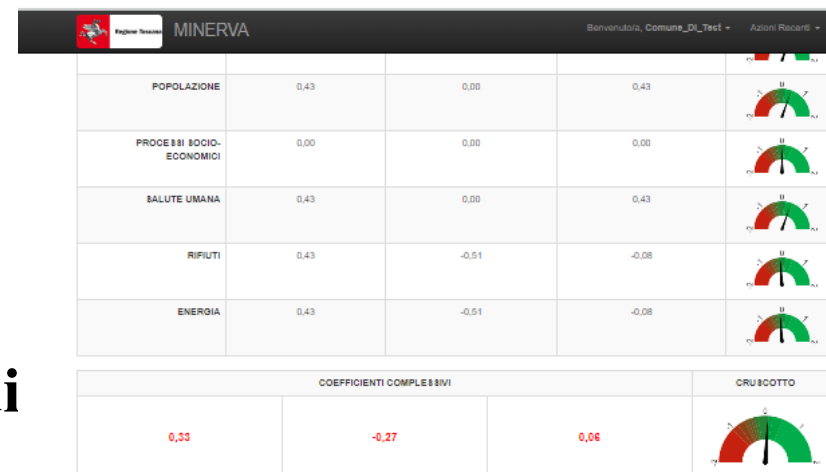 Regione Toscana MINERVA Benvenuto/a, Comune_DI_Test Azioni Recenti
POPOLAZIONE 0,43 0,00 0,43
PROCESSI SOCIO-
ECONOMICI 0,00 0,00 0,00
SALUTE UMANA 0,43 0,00 0,43
RIFIUTI 0,43 -0,51 -0,08
ENERGIA 0,43 -0,51 -0,08
i
COEFFICIENTI COMPLESSIVI CRUSCOTTO
0,33 -0,27 0,06